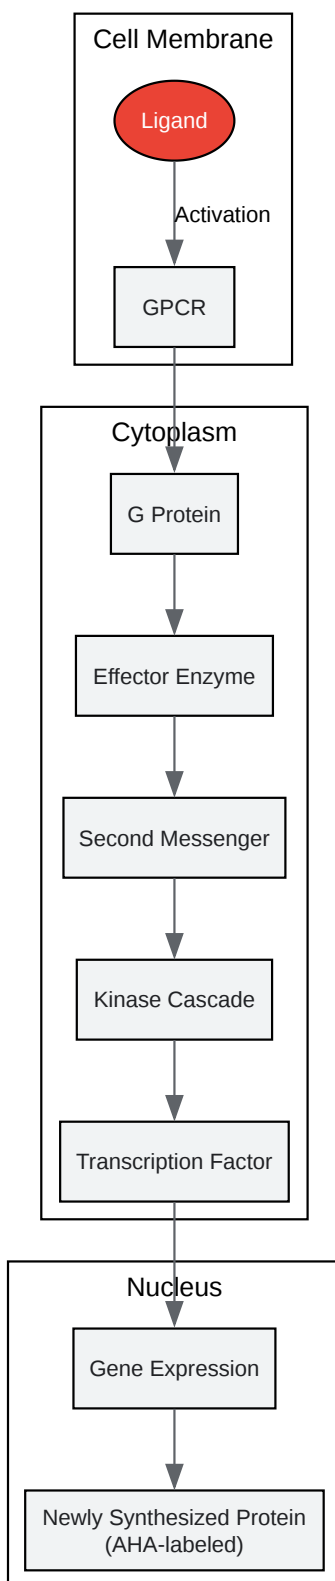 Cell Membrane
Ligand
Activation
GPCR
Cytoplasm
G Protein
Effector Enzyme
Second Messenger
Kinase Cascade
Transcription Factor
Nucleus
Gene Expression
Newly Synthesized Protein
(AHA-labeled)